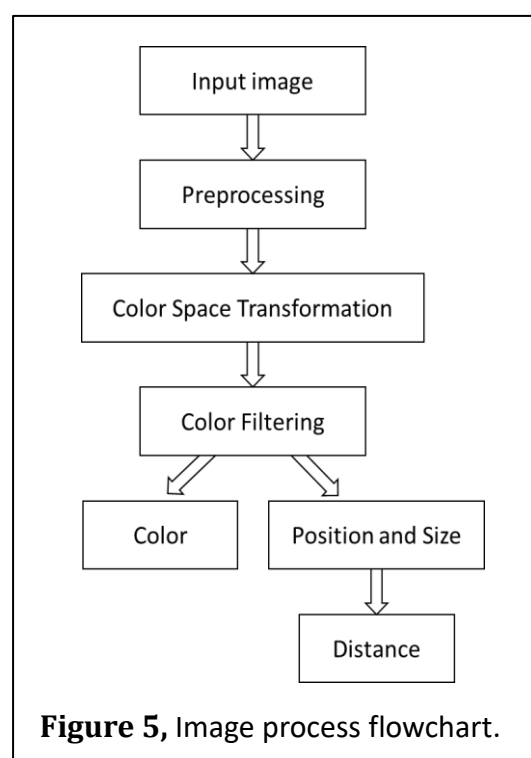 Input image
Preprocessing
Color Space Transformation
Color Filtering
Color
Position and Size
Distance
Figure 5, Image process flowchart.